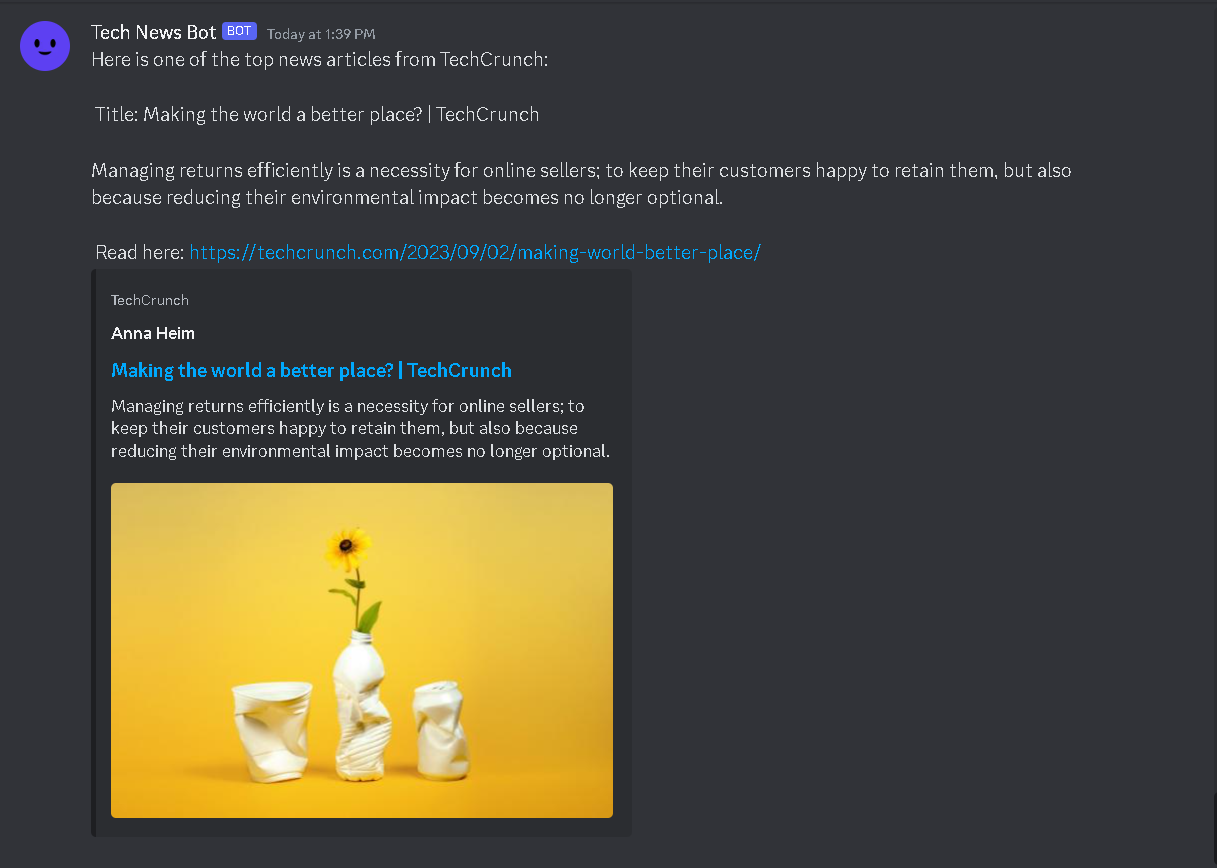 Tech News Bot BOT Today at 1:39 PM
Here is one of the top news articles from TechCrunch:
Title: Making the world a better place? | TechCrunch
Managing returns efficiently is a necessity for online sellers; to keep their customers happy to retain them, but also
because reducing their environmental impact becomes no longer optional.
Read here: https://techcrunch.com/2023/09/02/making-world-better-place/
TechCrunch
Anna Heim
Making the world a better place? | TechCrunch
Managing returns efficiently is a necessity for online sellers; to
keep their customers happy to retain them, but also because
reducing their environmental impact becomes no longer optional.